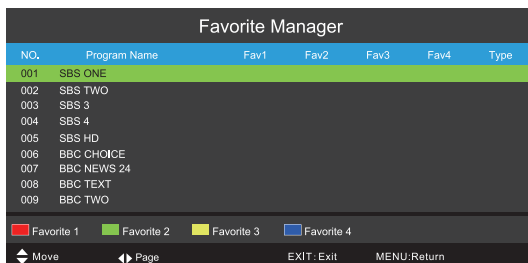 Favorite Manager
NO. Program Name Fav1 Fav2 Fav3 Fav4 Type
001 SBS ONE
002 SBS TWO
003 SBS 3
004 SBS 4
005 SBS HD
006 BBC CHOICE
007 BBC NEWS 24
008 BBC TEXT
009 BBC TWO
Favorite 1 Favorite 2 Favorite 3 Favorite 4
Move Page EXIT:Exit MENU:Return